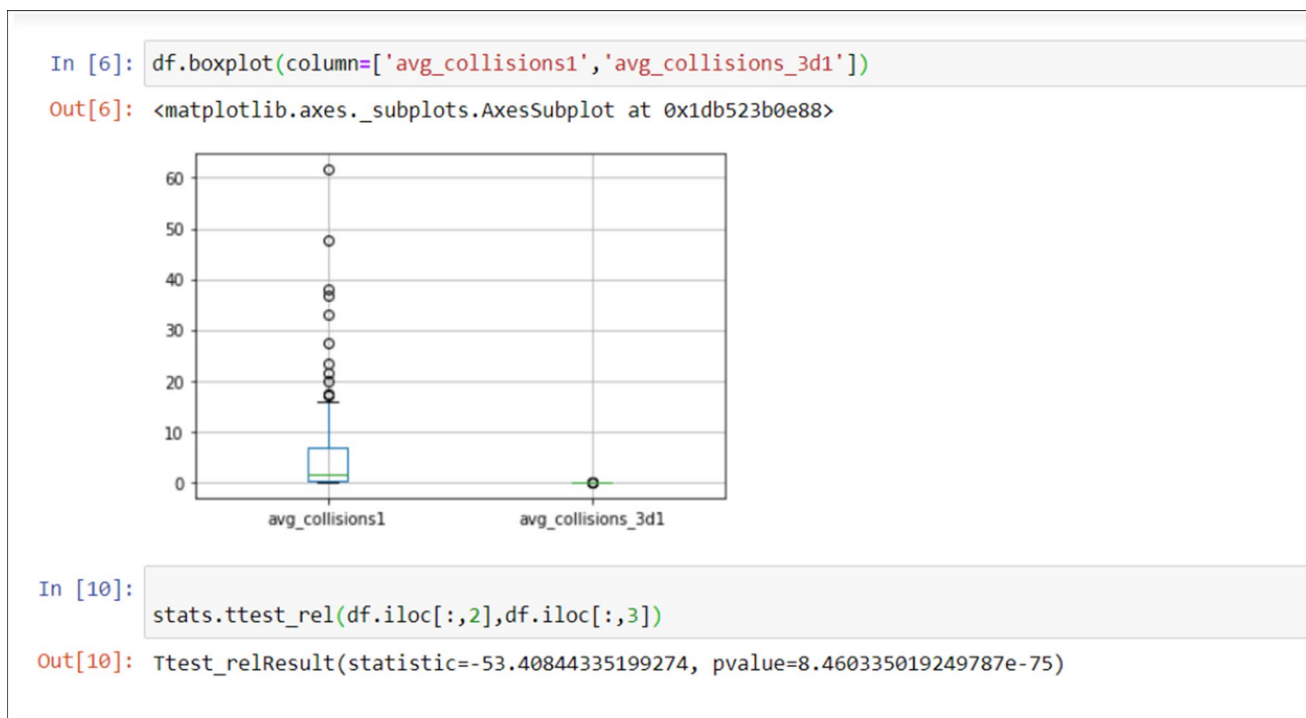 In [6]: df.boxplot(column=['avg_collisions1','avg_collisions_3d1'])
Out[6]: <matplotlib.axes._subplots.AxesSubplot at 0x1db523b0e88>
60
50
40
30
20
10
0
avg_collisions1 avg_collisions_3d1
In [10]:
stats.ttest_rel(df.iloc[:,2],df.iloc[:,3])
Out[10]: Ttest_relResult(statistic=-53.40844335199274, pvalue=8.460335019249787e-75)